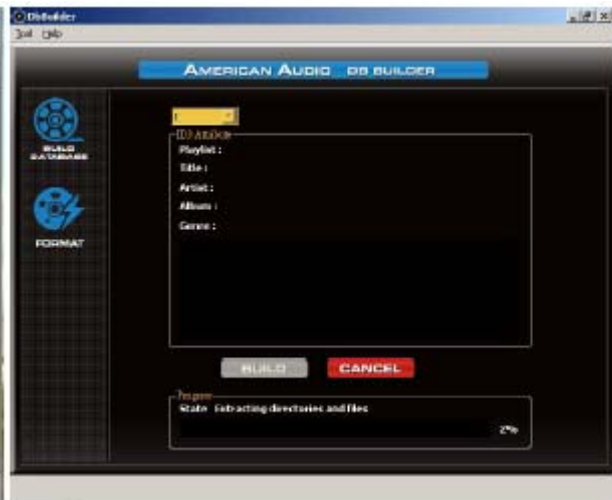 DbBuilder
Tool Help
AMERICAN AUDIO DB BUILDER
BUILD
DATABASE
FORMAT
ID3 Attribute
Playlist :
Title :
Artist :
Album :
Genre :
BUILD
CANCEL
Progress
State Extracting directories and files
2%